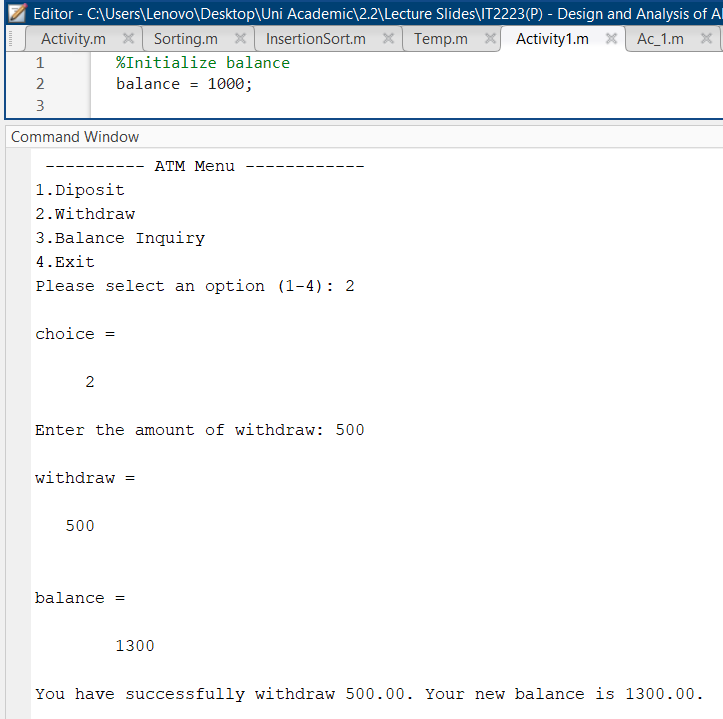 Editor - C:\Users\Lenovo\Desktop\Uni Academic\2.2\Lecture Slides\IT2223(P) - Design and Analysis of Al
Activity.m Sorting.m InsertionSort.m Temp.m Activity1.m Ac_1.m
1 %Initialize balance
2 balance = 1000;
3
Command Window
---------- ATM Menu ------------
1.Diposit
2.Withdraw
3.Balance Inquiry
4.Exit
Please select an option (1-4): 2
choice =
2
Enter the amount of withdraw: 500
withdraw =
500
balance =
1300
You have successfully withdraw 500.00. Your new balance is 1300.00.